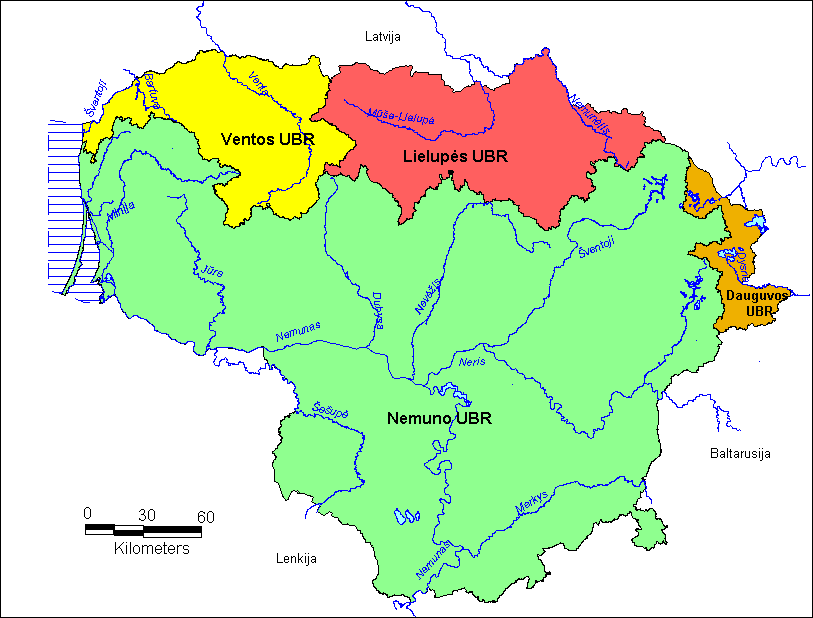 Latvija
Šventoji
Bartuva
Venta
Ventos UBR
Mūša-Lielupė
Nemunėlis
Lielupės UBR
Minija
Jūra
Dubysa
Nevėžis
Šventoji
Dysna
Dauguvos
UBR
Nemunas
Neris
Šešupė
Nemuno UBR
Baltarusija
Merkys
0 30 60
Kilometers
Lenkija
Nemunas